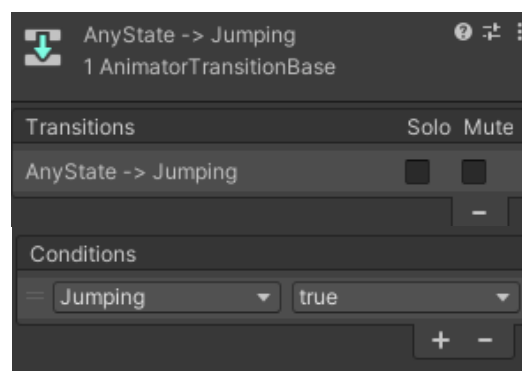 AnyState -> Jumping
1 AnimatorTransitionBase
Transitions Solo Mute
AnyState -> Jumping
Conditions
Jumping true